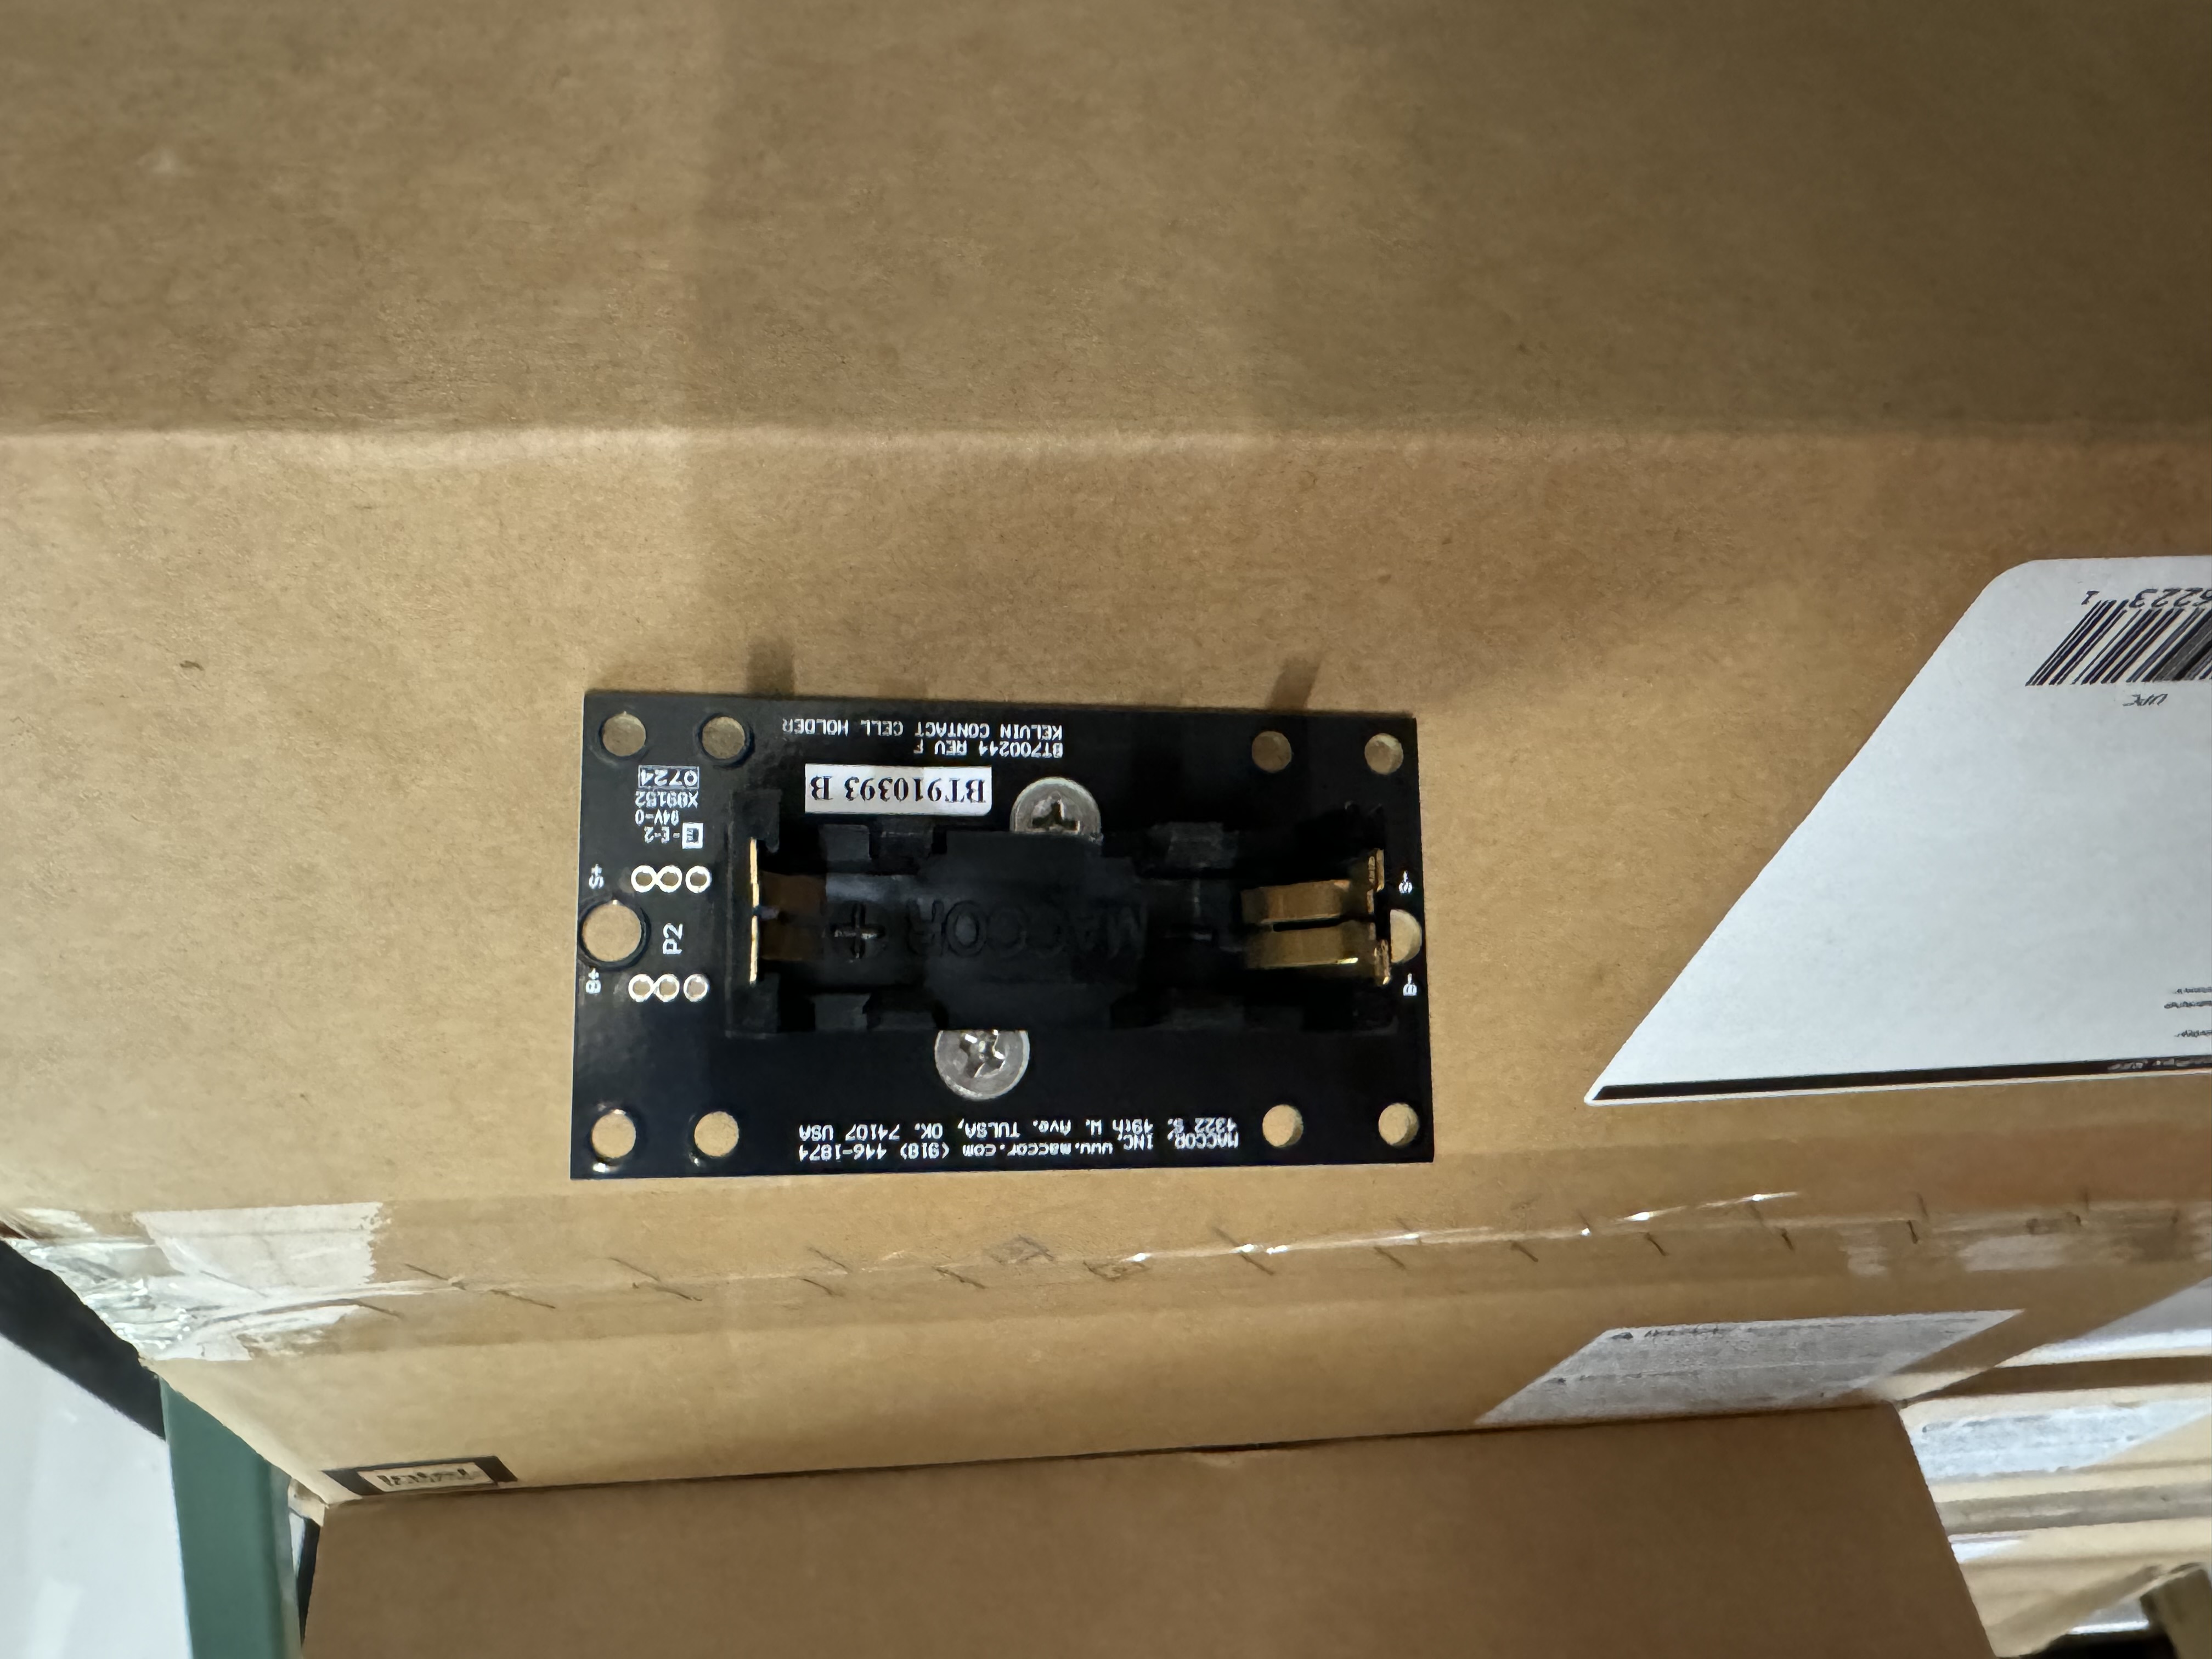 MACCOR, INC. www.maccor.com (918) 446-1874
4322 S. 49th W. Ave. TULSA, OK. 74107 USA
B-
B+
- MACCOR +
P2
S-
S+
-E-2
94V-0
X89152
0724
BT910393 B
BT700244 REV F
KELVIN CONTACT CELL HOLDER
UPC
6223 1